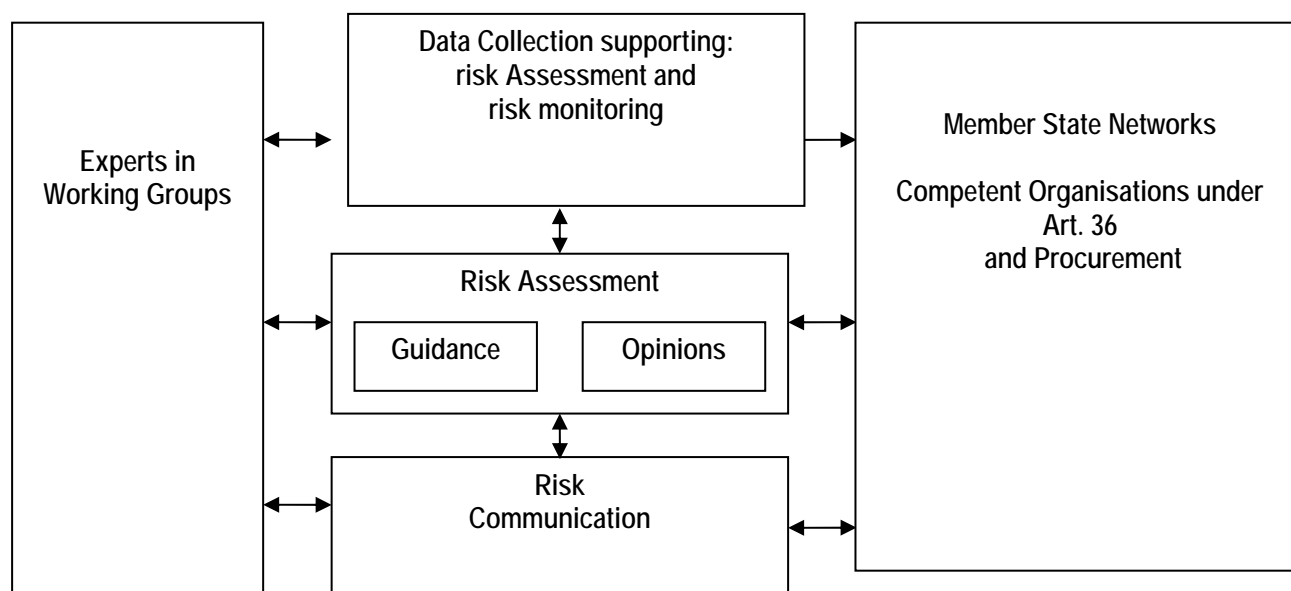 Experts in
Working Groups
Data Collection supporting:
risk Assessment and
risk monitoring
Risk Assessment
Guidance
Opinions
Risk
Communication
Member State Networks
Competent Organisations under
Art. 36
and Procurement